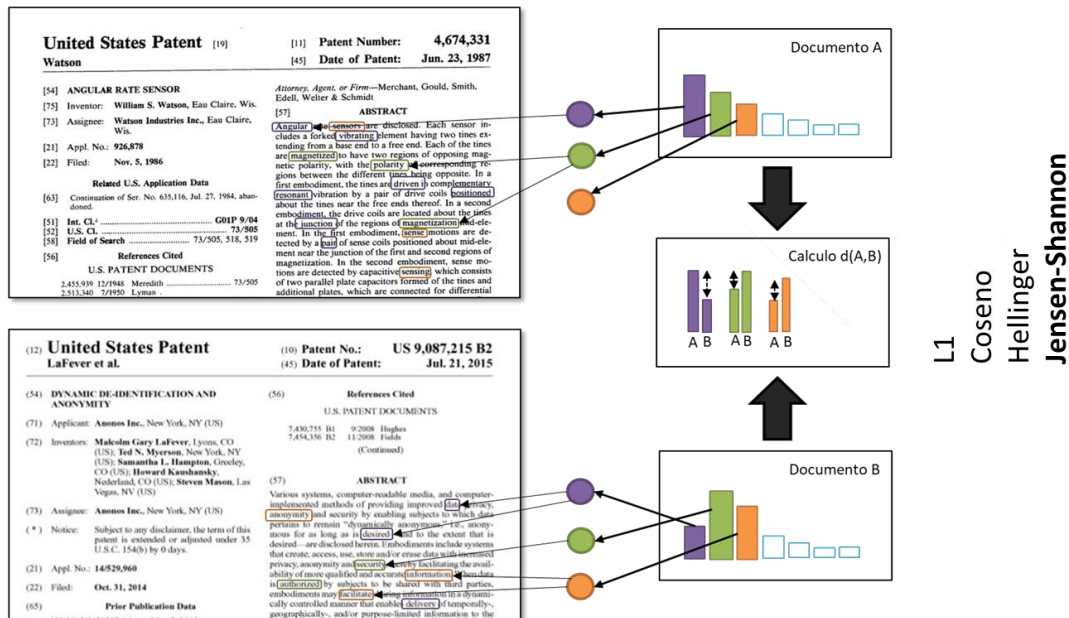 United States Patent [19]
Watson
[11] Patent Number: 4,674,331
[45] Date of Patent: Jun. 23, 1987
[54] ANGULAR RATE SENSOR
[75] Inventor: William S. Watson, Eau Claire, Wis.
[73] Assignee: Watson Industries Inc., Eau Claire,
Wis.
[21] Appl. No.: 926,878
[22] Filed: Nov. 5, 1986
Related U.S. Application Data
[63] Continuation of Ser. No. 635,116, Jul. 27, 1984, aban-
doned.
[51] Int. Cl.⁴ ........ G01P 9/04
[52] U.S. Cl. ........ 73/505
[58] Field of Search ........ 73/505, 518, 519
[56] References Cited
U.S. PATENT DOCUMENTS
2,455,939 12/1948 Meredith ........ 73/505
2,513,340 7/1950 Lyman .
Attorney, Agent, or Firm—Merchant, Gould, Smith,
Edell, Welter & Schmidt
[57] ABSTRACT
Angular sensors are disclosed. Each sensor in-
cludes a forked vibrating element having two tines ex-
tending from a base end to a free end. Each of the tines
are magnetized to have two regions of opposing mag-
netic polarity, with the polarity corresponding re-
gions between the different tines being opposite. In a
first embodiment, the tines are driven in complementary
resonant vibration by a pair of drive coils positioned
about the tines near the free ends thereof. In a second
embodiment, the drive coils are located about the tines
at the junction of the regions of magnetization mid-ele-
ment. In the first embodiment, sense motions are de-
tected by a pair of sense coils positioned about mid-ele-
ment near the junction of the first and second regions of
magnetization. In the second embodiment, sense mo-
tions are detected by capacitive sensing, which consists
of two parallel plate capacitors formed of the tines and
additional plates, which are connected for differential
(12) United States Patent
LaFever et al.
(10) Patent No.: US 9,087,215 B2
(45) Date of Patent: Jul. 21, 2015
(54) DYNAMIC DE-IDENTIFICATION AND
ANONYMITY
(71) Applicant: Anonos Inc., New York, NY (US)
(72) Inventors: Malcolm Gary LaFever, Lyons, CO
(US); Ted N. Myerson, New York, NY
(US); Samantha L. Hampton, Greeley,
CO (US); Howard Kaushansky,
Nederland, CO (US); Steven Mason, Las
Vegas, NV (US)
(73) Assignee: Anonos Inc., New York, NY (US)
( * ) Notice: Subject to any disclaimer, the term of this
patent is extended or adjusted under 35
U.S.C. 154(b) by 0 days.
(21) Appl. No.: 14/529,960
(22) Filed: Oct. 31, 2014
(65) Prior Publication Data
(56) References Cited
U.S. PATENT DOCUMENTS
7,430,755 B1 9/2008 Hughes
7,454,356 B2 11/2008 Fields
(Continued)
(57) ABSTRACT
Various systems, computer-readable media, and computer-
implemented methods of providing improved data privacy,
anonymity and security by enabling subjects to which data
pertains to remain "dynamically anonymous," i.e., anony-
mous for as long as is desired and to the extent that is
desired—are disclosed herein. Embodiments include systems
that create, access, use, store and/or erase data with increased
privacy, anonymity and security thereby facilitating the avail-
ability of more qualified and accurate information. When data
is authorized by subjects to be shared with third parties,
embodiments may facilitate sharing information in a dynami-
cally controlled manner that enables delivery of temporally-,
geographically-, and/or purpose-limited information to the
Documento A
Calculo d(A,B)
A B A B A B
Documento B
L1
Coseno
Hellinger
Jensen-Shannon